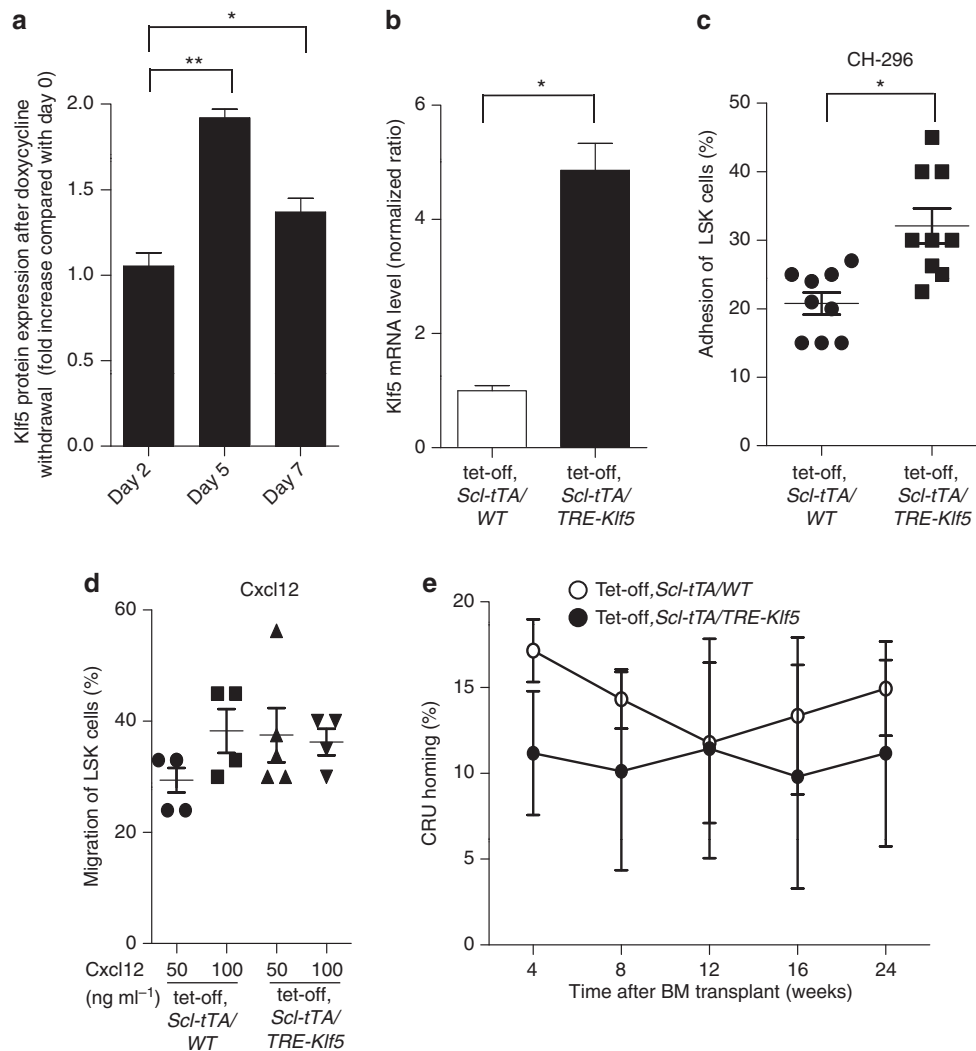 a
*
**
Klf5 protein expression after doxycycline
withdrawal (fold increase compared with day 0)
2.0
1.5
1.0
1.0
0.0
Day 2
Day 5
Day 7
b
*
Klf5 mRNA level (normalized ratio)
6
4
2
0
tet-off,
Scl-tTA/
WT
tet-off,
Scl-tTA/
TRE-Klf5
c
CH-296
*
Adhesion of LSK cells (%)
50
40
30
20
10
0
tet-off,
Scl-tTA/
WT
tet-off,
Scl-tTA/
TRE-Klf5
d
Cxcl12
Migration of LSK cells (%)
60
40
20
0
Cxcl12 50 100 50 100
(ng ml⁻¹)
tet-off,
Scl-tTA/
WT
tet-off,
Scl-tTA/
TRE-Klf5
e
Tet-off,Scl-tTA/WT
Tet-off,Scl-tTA/TRE-Klf5
CRU homing (%)
20
15
10
5
0
4 8 12 16 24
Time after BM transplant (weeks)